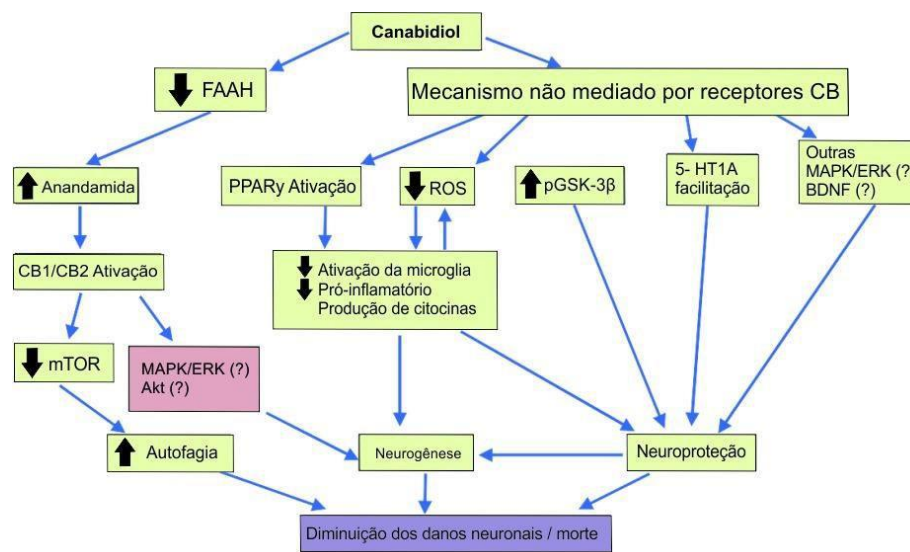 Canabidiol
FAAH
Mecanismo não mediado por receptores CB
Anandamida
PPARy Ativação
ROS
pGSK-3β
5- HT1A
facilitação
Outras
MAPK/ERK (?)
BDNF (?)
CB1/CB2 Ativação
Ativação da microglia
Pró-inflamatório
Produção de citocinas
mTOR
MAPK/ERK (?)
Akt (?)
Autofagia
Neurogênese
Neuroproteção
Diminuição dos danos neuronais / morte